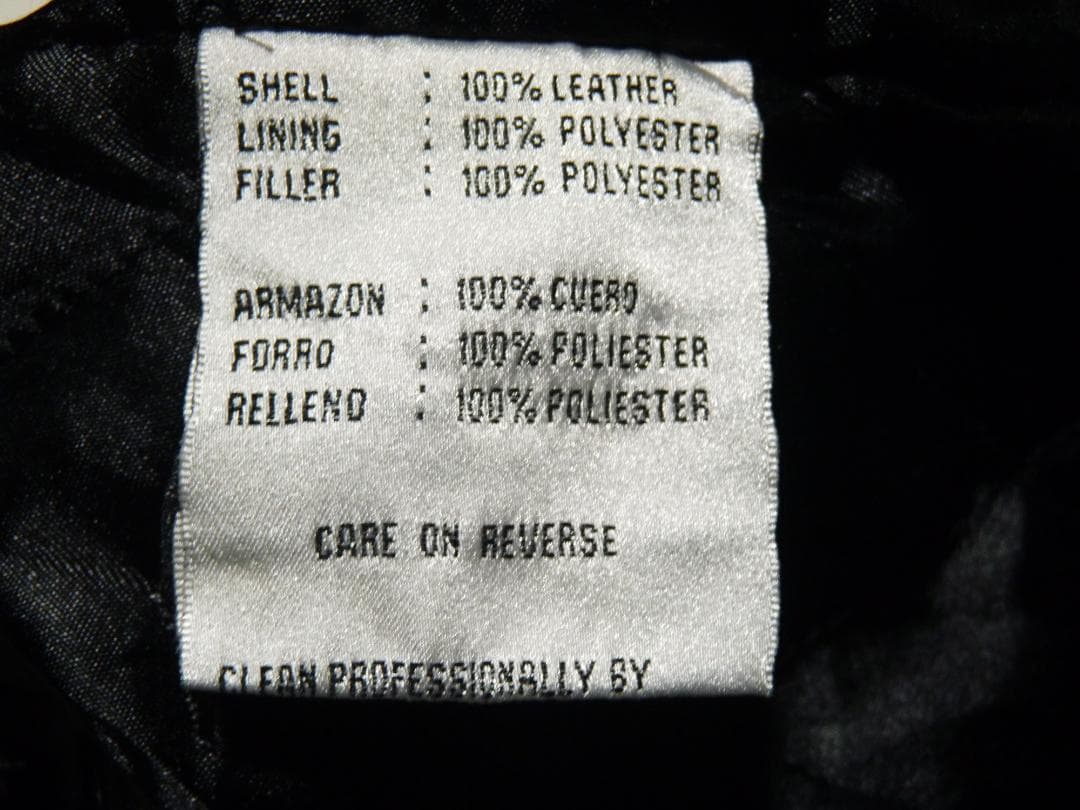 SHELL : 100% LEATHER
LINING : 100% POLYESTER
FILLER : 100% POLYESTER
ARMAZON : 100% CUERO
FORRO : 100% POLIESTER
RELLENO : 100% POLIESTER
CARE ON REVERSE
CLEAN PROFESSIONALLY BY